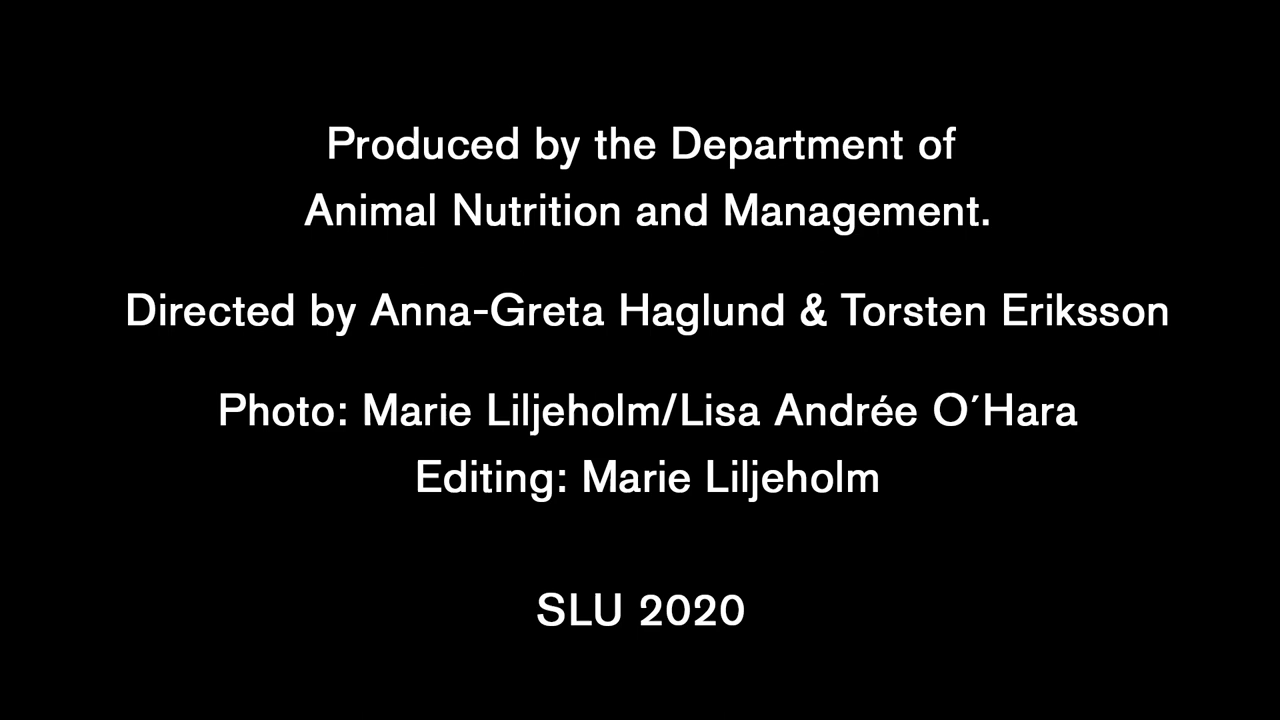 Produced by the Department of
Animal Nutrition and Management.
Directed by Anna-Greta Haglund & Torsten Eriksson
Photo: Marie Liljeholm/Lisa Andrée O´Hara
Editing: Marie Liljeholm
SLU 2020